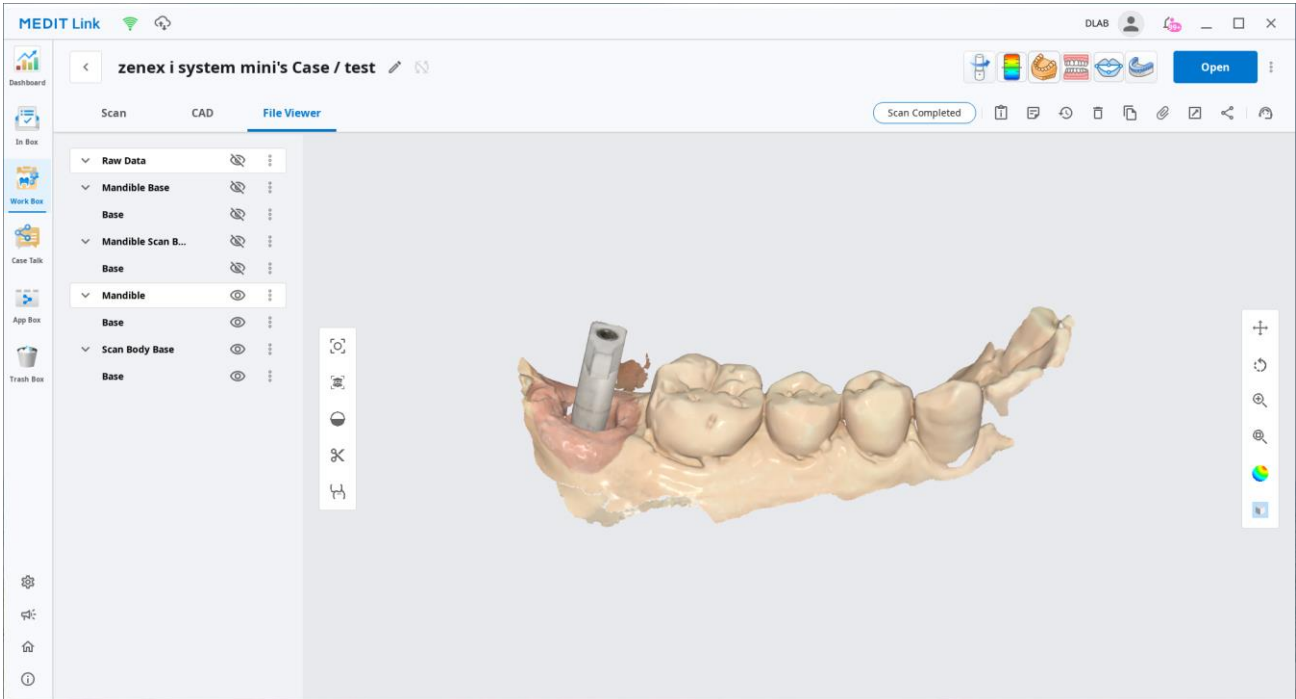 MEDIT Link
DLAB
99+
Dashboard
In Box
Work Box
Case Talk
App Box
Trash Box
zenex i system mini's Case / test
Open
Scan
CAD
File Viewer
Scan Completed
Raw Data
Mandible Base
Base
Mandible Scan B...
Base
Mandible
Base
Scan Body Base
Base